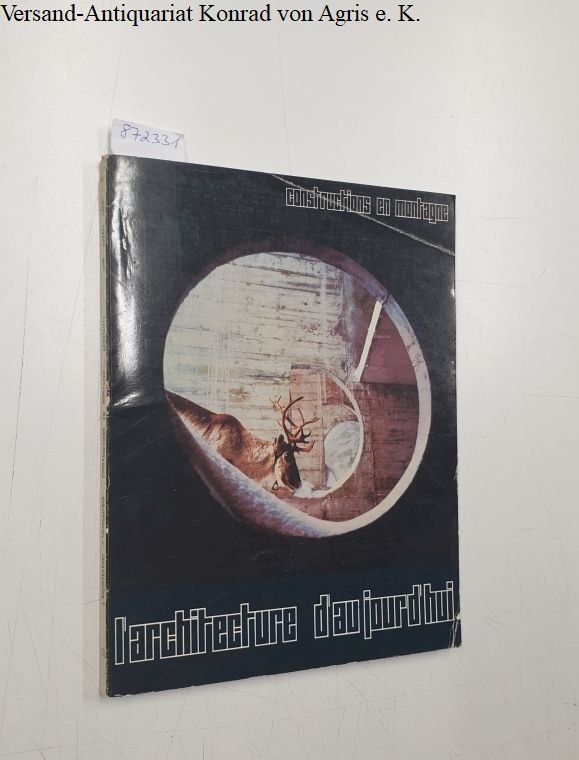 Versand-Antiquariat Konrad von Agris e. K.
872331
constructions en montagne
l'architecture d'aujourd'hui